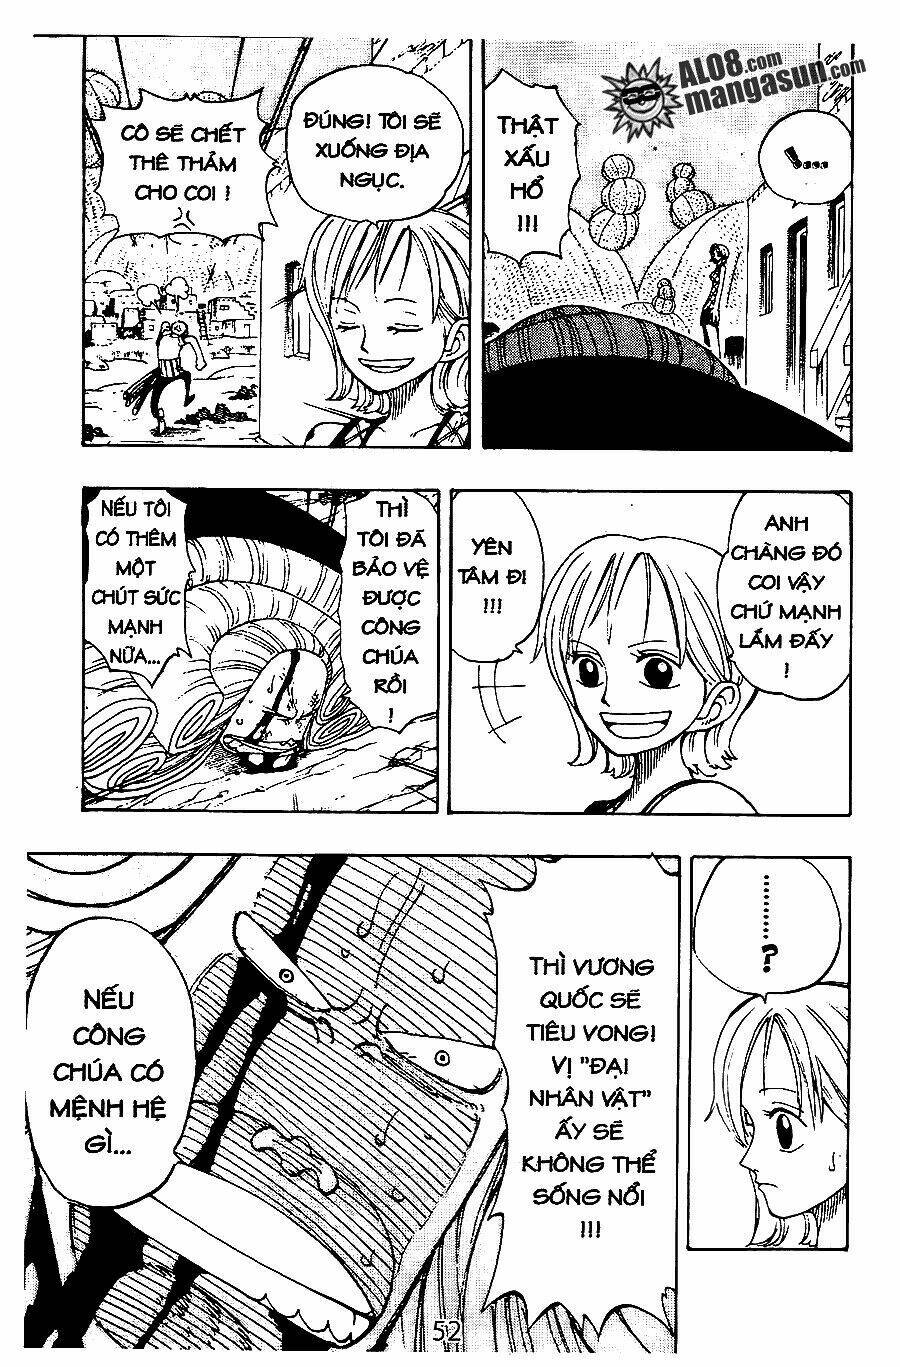 AL08.com
mangasun.com
THẬT
XẤU
HỔ
!!!
!....
CÔ SẼ CHẾT
THÊ THẢM
CHO COI !
ĐÚNG! TÔI SẼ
XUỐNG ĐỊA
NGỤC.
YÊN
TÂM ĐI
!!!
ANH
CHÀNG ĐÓ
COI VẬY
CHỨ MẠNH
LẮM ĐẤY
!
NẾU TÔI
CÓ THÊM
MỘT
CHÚT SỨC
MẠNH
NỮA...
THÌ
TÔI ĐÃ
BẢO VỆ
ĐƯỢC
CÔNG
CHÚA
RỒI
!
.........?
NẾU
CÔNG
CHÚA CÓ
MỆNH HỆ
GÌ...
THÌ VƯƠNG
QUỐC SẼ
TIÊU VONG!
VỊ "ĐẠI
NHÂN VẬT"
ẤY SẼ
KHÔNG THỂ
SỐNG NỔI
!!!
52